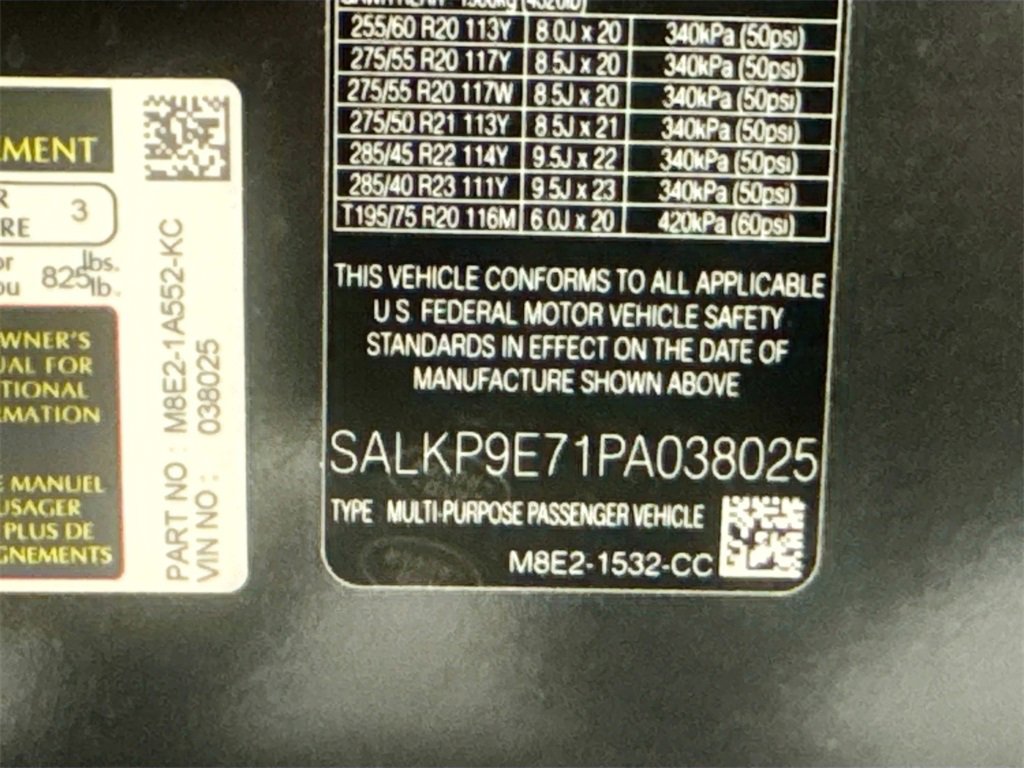 EMENT
R 3
RE
or lbs.
ou 825 lb.
WNER'S
UAL FOR
TIONAL
RMATION
E MANUEL
USAGER
PLUS DE
GNEMENTS
PART NO : M8E2-1A552-KC
VIN NO : 038025
255/60 R20 113Y 8.0J x 20 340kPa (50psi)
275/55 R20 117Y 8.5J x 20 340kPa (50psi)
275/55 R20 117W 8.5J x 20 340kPa (50psi)
275/50 R21 113Y 8.5J x 21 340kPa (50psi)
285/45 R22 114Y 9.5J x 22 340kPa (50psi)
285/40 R23 111Y 9.5J x 23 340kPa (50psi)
T195/75 R20 116M 6.0J x 20 420kPa (60psi)
THIS VEHICLE CONFORMS TO ALL APPLICABLE
U.S. FEDERAL MOTOR VEHICLE SAFETY
STANDARDS IN EFFECT ON THE DATE OF
MANUFACTURE SHOWN ABOVE
SALKP9E71PA038025
TYPE MULTI-PURPOSE PASSENGER VEHICLE
M8E2-1532-CC